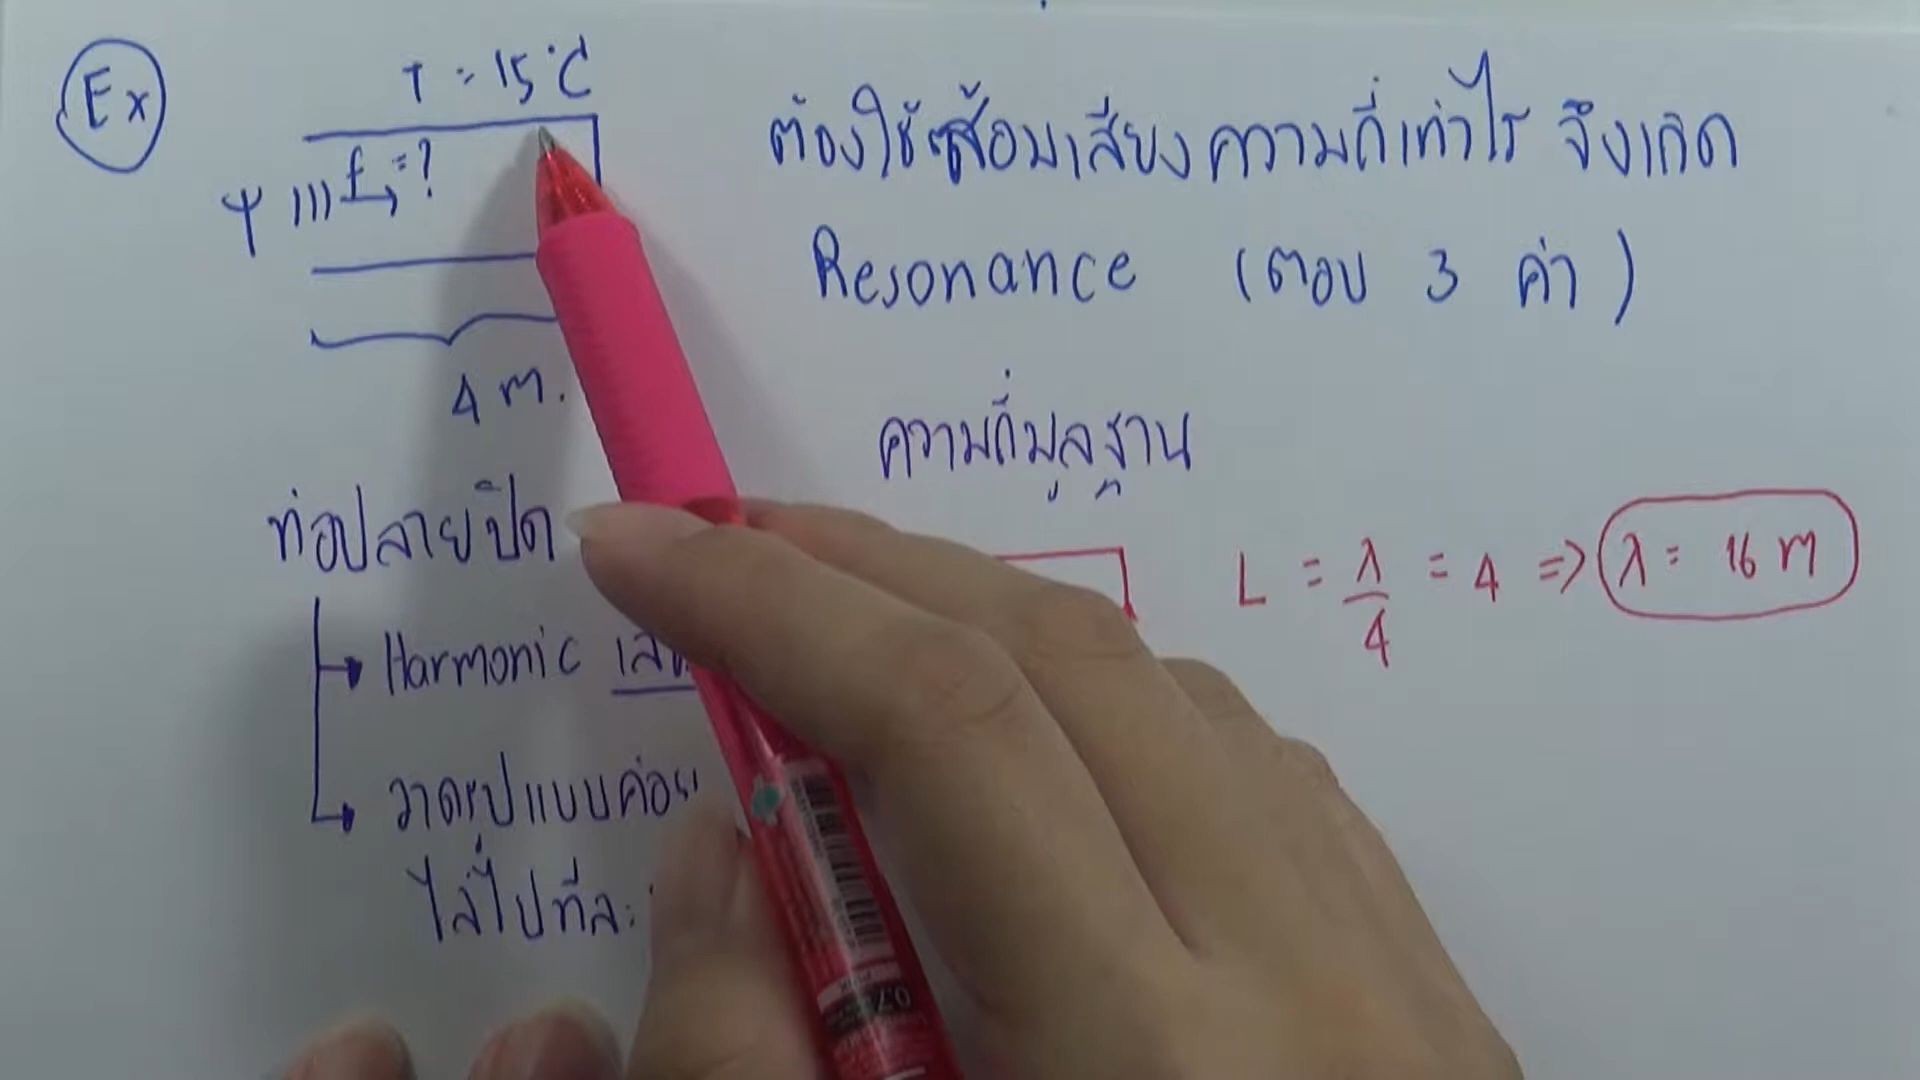 Ex
T = 15°C
f = ?
4 m.
ต้องใช้ส้อมเสียงความถี่เท่าไร จึงเกิด
Resonance (ตอบ 3 ค่า)
ความถี่มูลฐาน
L = λ/4 = 4 => λ = 16 m
ท่อปลายปิด
Harmonic
วาดรูปแบบค่อย
ไล่ไปทีละ
0.7